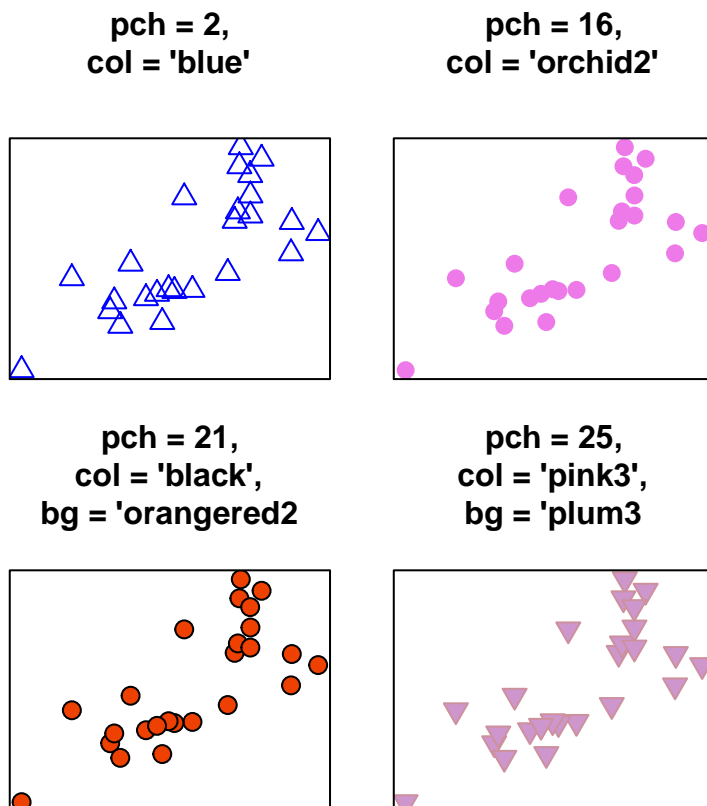 pch = 2,
col = 'blue'
pch = 16,
col = 'orchid2'
pch = 21,
col = 'black',
bg = 'orangered2
pch = 25,
col = 'pink3',
bg = 'plum3